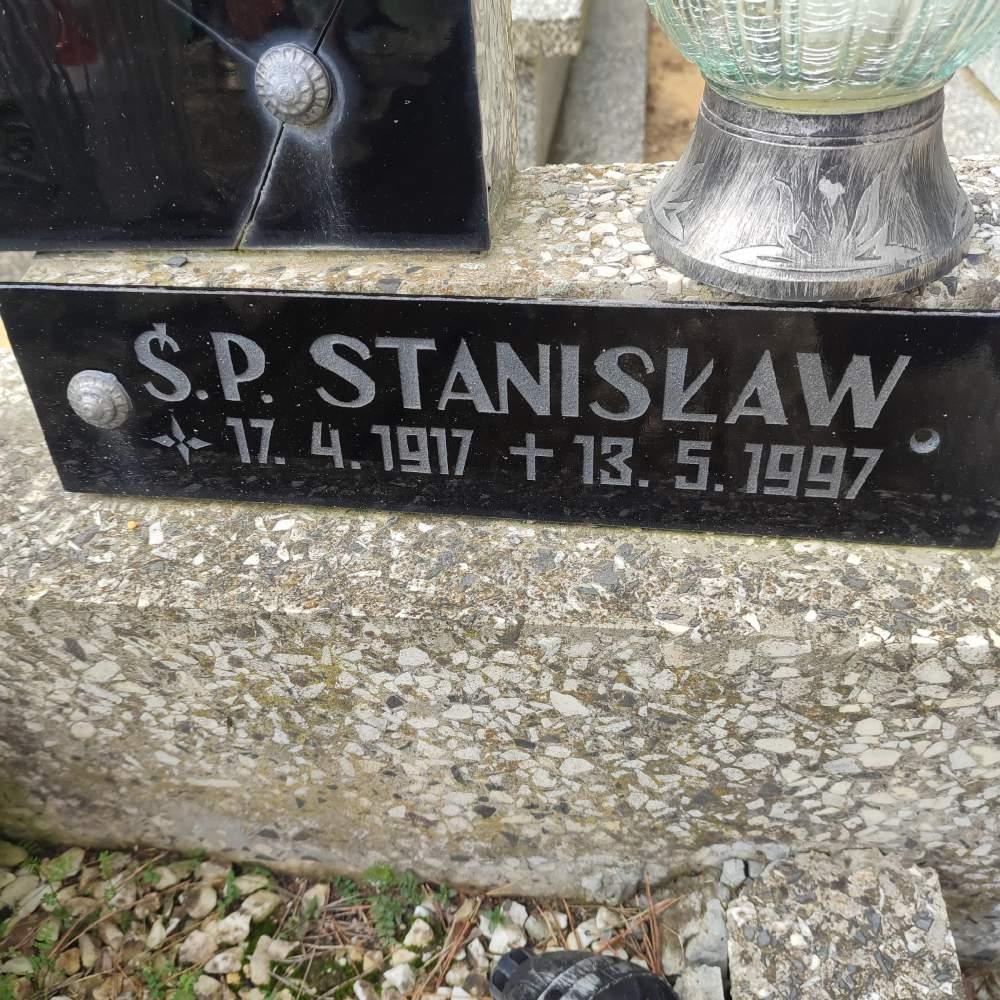 Ś.P. STANISŁAW
17. 4. 1917 + 13. 5. 1997